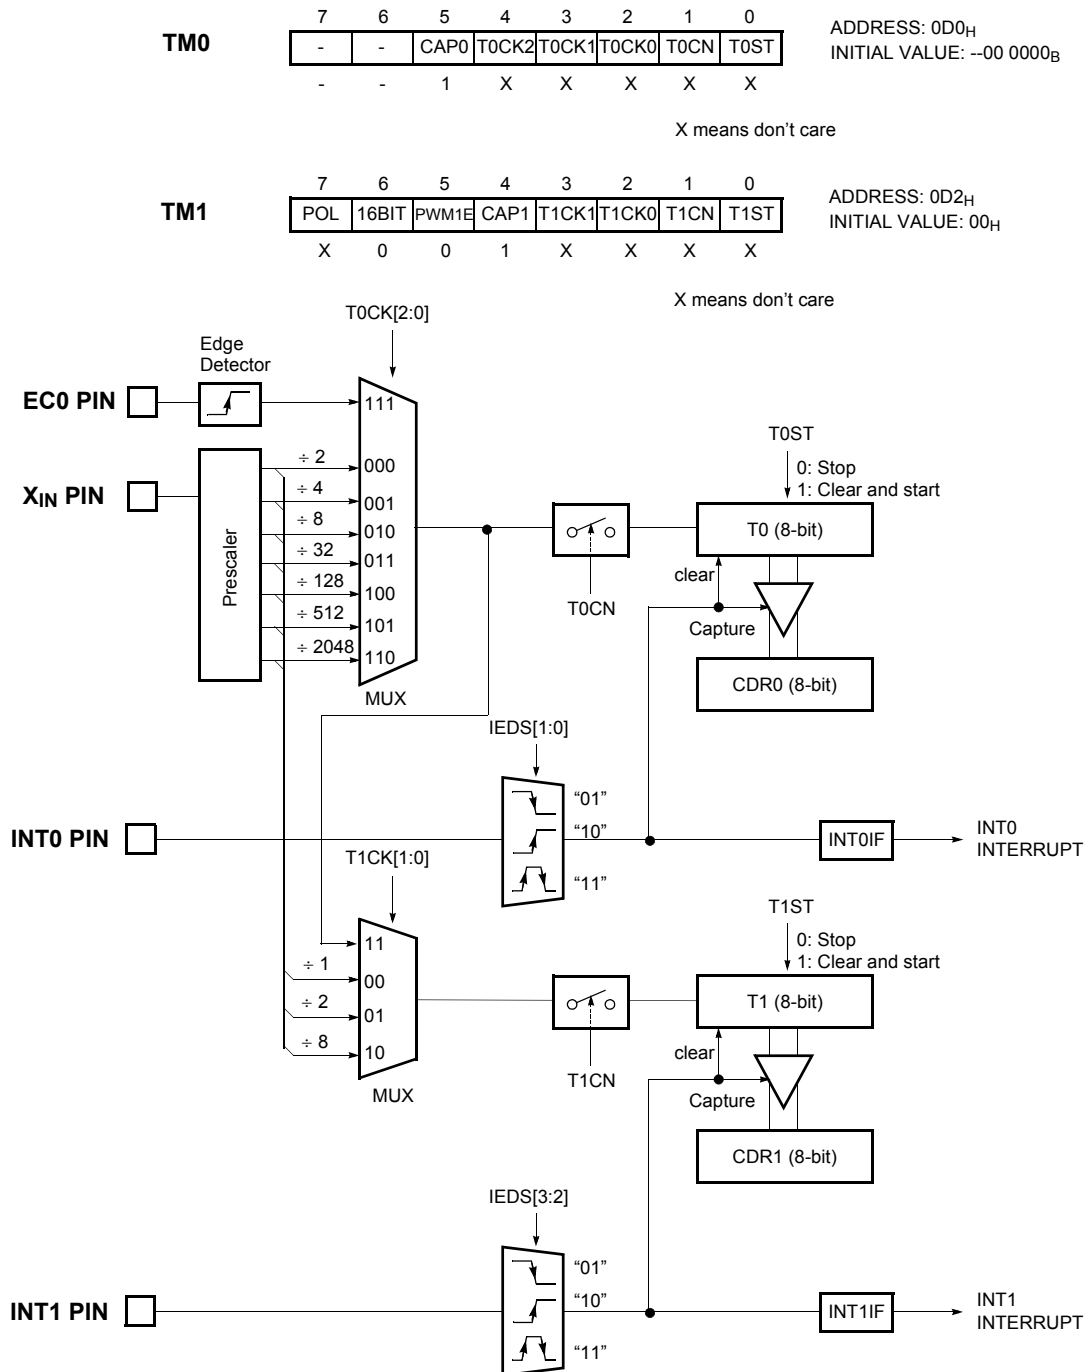 7 6 5 4 3 2 1 0
TM0 - - CAP0 T0CK2 T0CK1 T0CK0 T0CN T0ST
ADDRESS: 0D0H
INITIAL VALUE: --00 0000B
- - 1 X X X X X
X means don't care
7 6 5 4 3 2 1 0
TM1 POL 16BIT PWM1E CAP1 T1CK1 T1CK0 T1CN T1ST
ADDRESS: 0D2H
INITIAL VALUE: 00H
X 0 0 1 X X X X
X means don't care
T0CK[2:0]
Edge
Detector
EC0 PIN
111
T0ST
0: Stop
1: Clear and start
XIN PIN
Prescaler
÷ 2
000
÷ 4
001
÷ 8
010
÷ 32
011
÷ 128
100
÷ 512
101
÷ 2048
110
MUX
T0CN
T0 (8-bit)
clear
Capture
CDR0 (8-bit)
IEDS[1:0]
"01"
INT0 PIN
"10"
"11"
INT0IF
INT0
INTERRUPT
T1CK[1:0]
T1ST
0: Stop
1: Clear and start
11
÷ 1
00
÷ 2
01
÷ 8
10
MUX
T1CN
T1 (8-bit)
clear
Capture
CDR1 (8-bit)
IEDS[3:2]
"01"
INT1 PIN
"10"
"11"
INT1IF
INT1
INTERRUPT